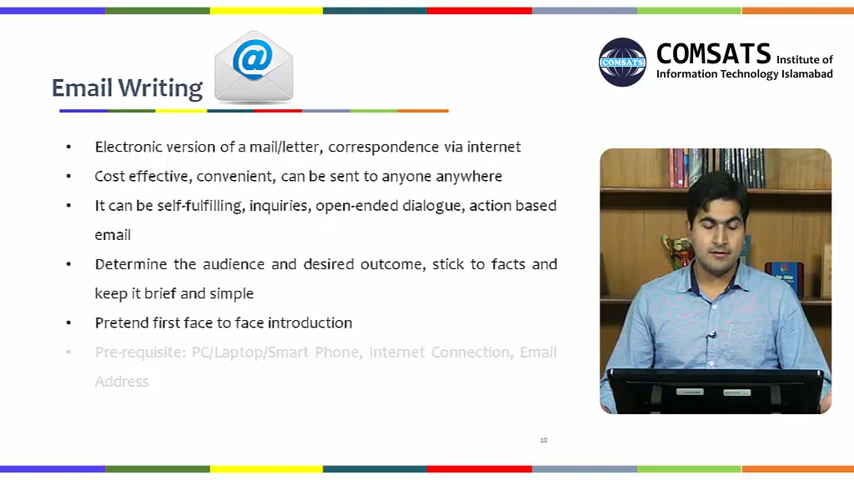 COMSATS Institute of
Information Technology Islamabad
COMSATS
@
Email Writing
• Electronic version of a mail/letter, correspondence via internet
• Cost effective, convenient, can be sent to anyone anywhere
• It can be self-fulfilling, inquiries, open-ended dialogue, action based
email
• Determine the audience and desired outcome, stick to facts and
keep it brief and simple
• Pretend first face to face introduction
• Pre-requisite: PC/Laptop/Smart Phone, Internet Connection, Email
Address
10